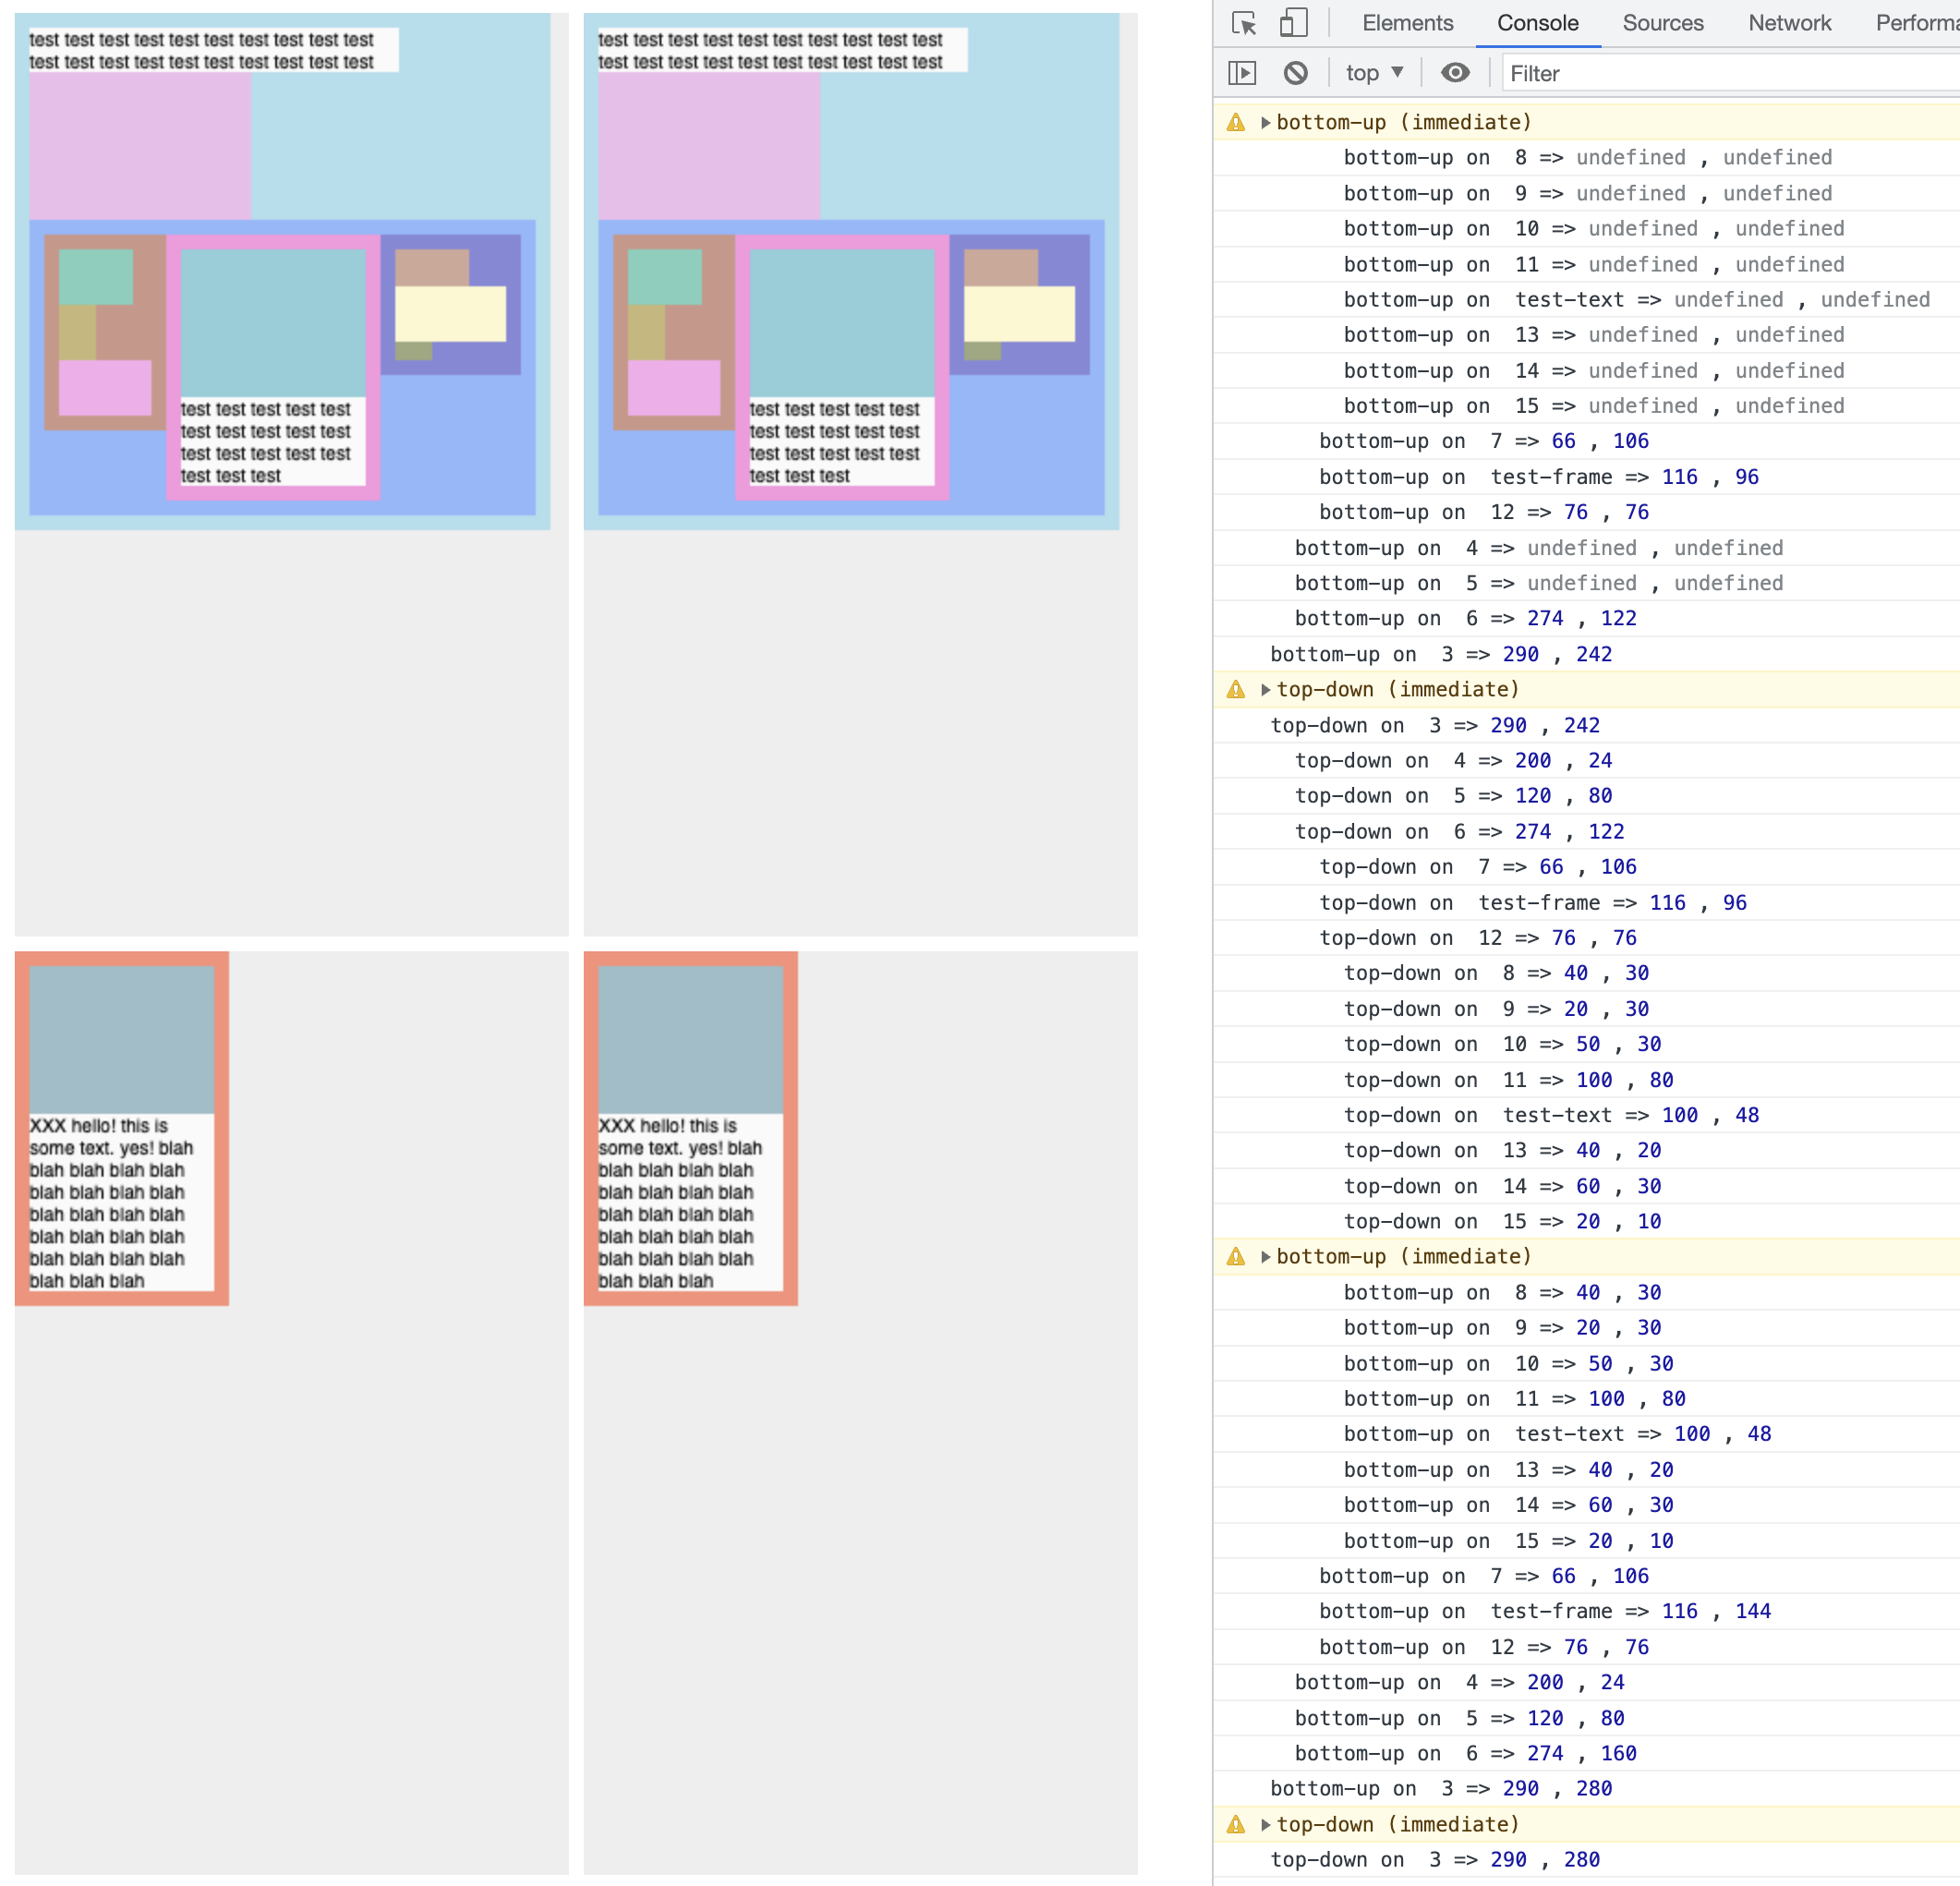 test test test test test test test test test test
test test test test test test test test test test
test test test test test
test test test test test
test test test test test
test test test
test test test test test test test test test test
test test test test test test test test test test
test test test test test
test test test test test
test test test test test
test test test
XXX hello! this is
some text. yes! blah
blah blah blah blah
blah blah blah blah
blah blah blah blah
blah blah blah blah
blah blah blah blah
blah blah blah
XXX hello! this is
some text. yes! blah
blah blah blah blah
blah blah blah blah
blah blah blah blah
blah blah blah
ah blah blah blah
blah blah bl
Elements Console Sources Network Performa
top ▼ Filter
bottom-up (immediate)
bottom-up on 8 => undefined , undefined
bottom-up on 9 => undefined , undefined
bottom-up on 10 => undefined , undefined
bottom-up on 11 => undefined , undefined
bottom-up on test-text => undefined , undefined
bottom-up on 13 => undefined , undefined
bottom-up on 14 => undefined , undefined
bottom-up on 15 => undefined , undefined
bottom-up on 7 => 66 , 106
bottom-up on test-frame => 116 , 96
bottom-up on 12 => 76 , 76
bottom-up on 4 => undefined , undefined
bottom-up on 5 => undefined , undefined
bottom-up on 6 => 274 , 122
bottom-up on 3 => 290 , 242
top-down (immediate)
top-down on 3 => 290 , 242
top-down on 4 => 200 , 24
top-down on 5 => 120 , 80
top-down on 6 => 274 , 122
top-down on 7 => 66 , 106
top-down on test-frame => 116 , 96
top-down on 12 => 76 , 76
top-down on 8 => 40 , 30
top-down on 9 => 20 , 30
top-down on 10 => 50 , 30
top-down on 11 => 100 , 80
top-down on test-text => 100 , 48
top-down on 13 => 40 , 20
top-down on 14 => 60 , 30
top-down on 15 => 20 , 10
bottom-up (immediate)
bottom-up on 8 => 40 , 30
bottom-up on 9 => 20 , 30
bottom-up on 10 => 50 , 30
bottom-up on 11 => 100 , 80
bottom-up on test-text => 100 , 48
bottom-up on 13 => 40 , 20
bottom-up on 14 => 60 , 30
bottom-up on 15 => 20 , 10
bottom-up on 7 => 66 , 106
bottom-up on test-frame => 116 , 144
bottom-up on 12 => 76 , 76
bottom-up on 4 => 200 , 24
bottom-up on 5 => 120 , 80
bottom-up on 6 => 274 , 160
bottom-up on 3 => 290 , 280
top-down (immediate)
top-down on 3 => 290 , 280